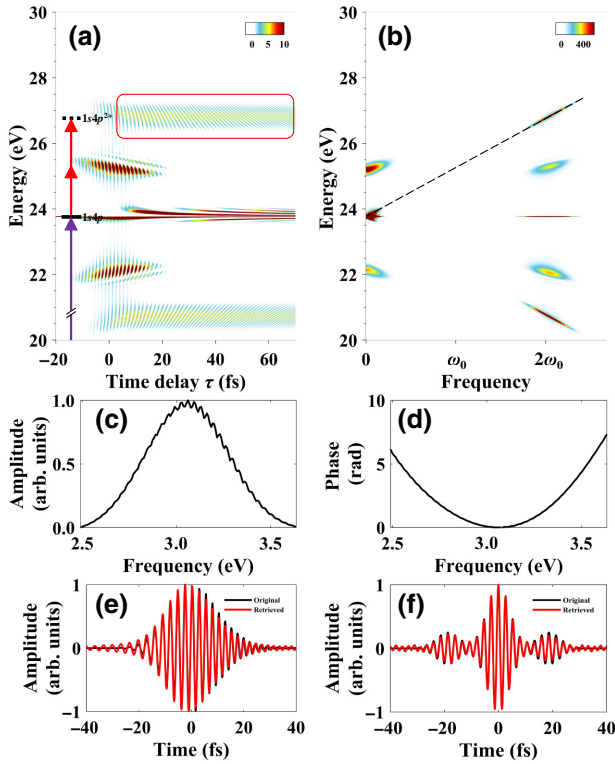 (a)
(b)
30
28
26
24
22
20
Energy (eV)
0 5 10
1s4p²⁺
1s4p
-20 0 20 40 60
Time delay τ (fs)
30
28
26
24
22
20
Energy (eV)
0 400
0 ω₀ 2ω₀
Frequency
(c)
1.0
0.5
0.0
Amplitude
(arb. units)
2.5 3.0 3.5
Frequency (eV)
(d)
10
5
0
Phase
(rad)
2.5 3.0 3.5
Frequency (eV)
(e)
Original
Retrieved
1
0
-1
Amplitude
(arb. units)
-40 -20 0 20 40
Time (fs)
(f)
Original
Retrieved
1
0
-1
Amplitude
(arb. units)
-40 -20 0 20 40
Time (fs)